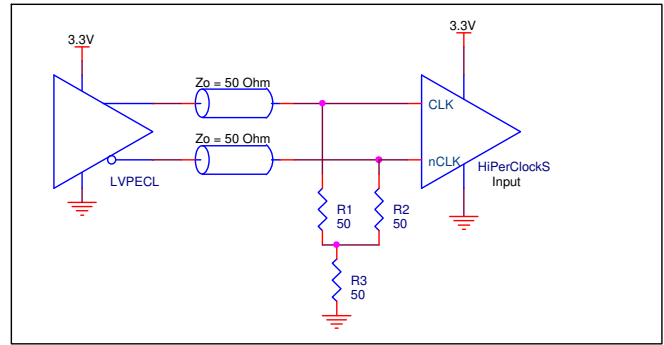 3.3V
3.3V
Zo = 50 Ohm
CLK
Zo = 50 Ohm
nCLK
LVPECL
HiPerClockS
Input
R1
50
R2
50
R3
50